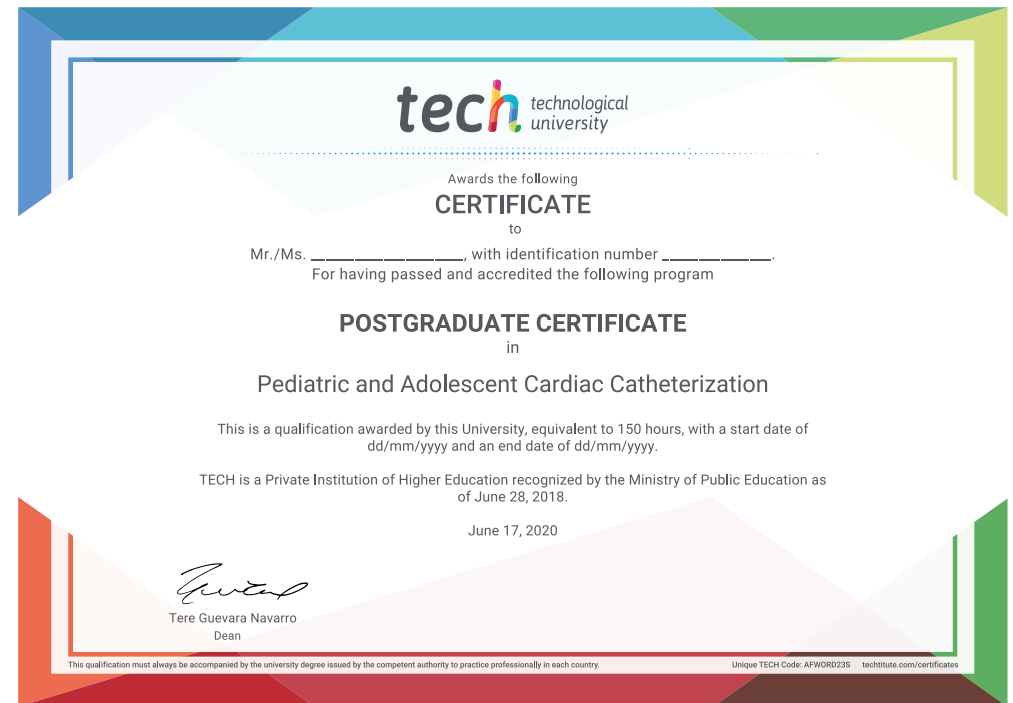 tech technological
university
Awards the following
CERTIFICATE
to
Mr./Ms. __________________, with identification number _____________.
For having passed and accredited the following program
POSTGRADUATE CERTIFICATE
in
Pediatric and Adolescent Cardiac Catheterization
This is a qualification awarded by this University, equivalent to 150 hours, with a start date of
dd/mm/yyyy and an end date of dd/mm/yyyy.
TECH is a Private Institution of Higher Education recognized by the Ministry of Public Education as
of June 28, 2018.
June 17, 2020
Tere Guevara Navarro
Dean
This qualification must always be accompanied by the university degree issued by the competent authority to practice professionally in each country.
Unique TECH Code: AFWORD23S techtitute.com/certificates